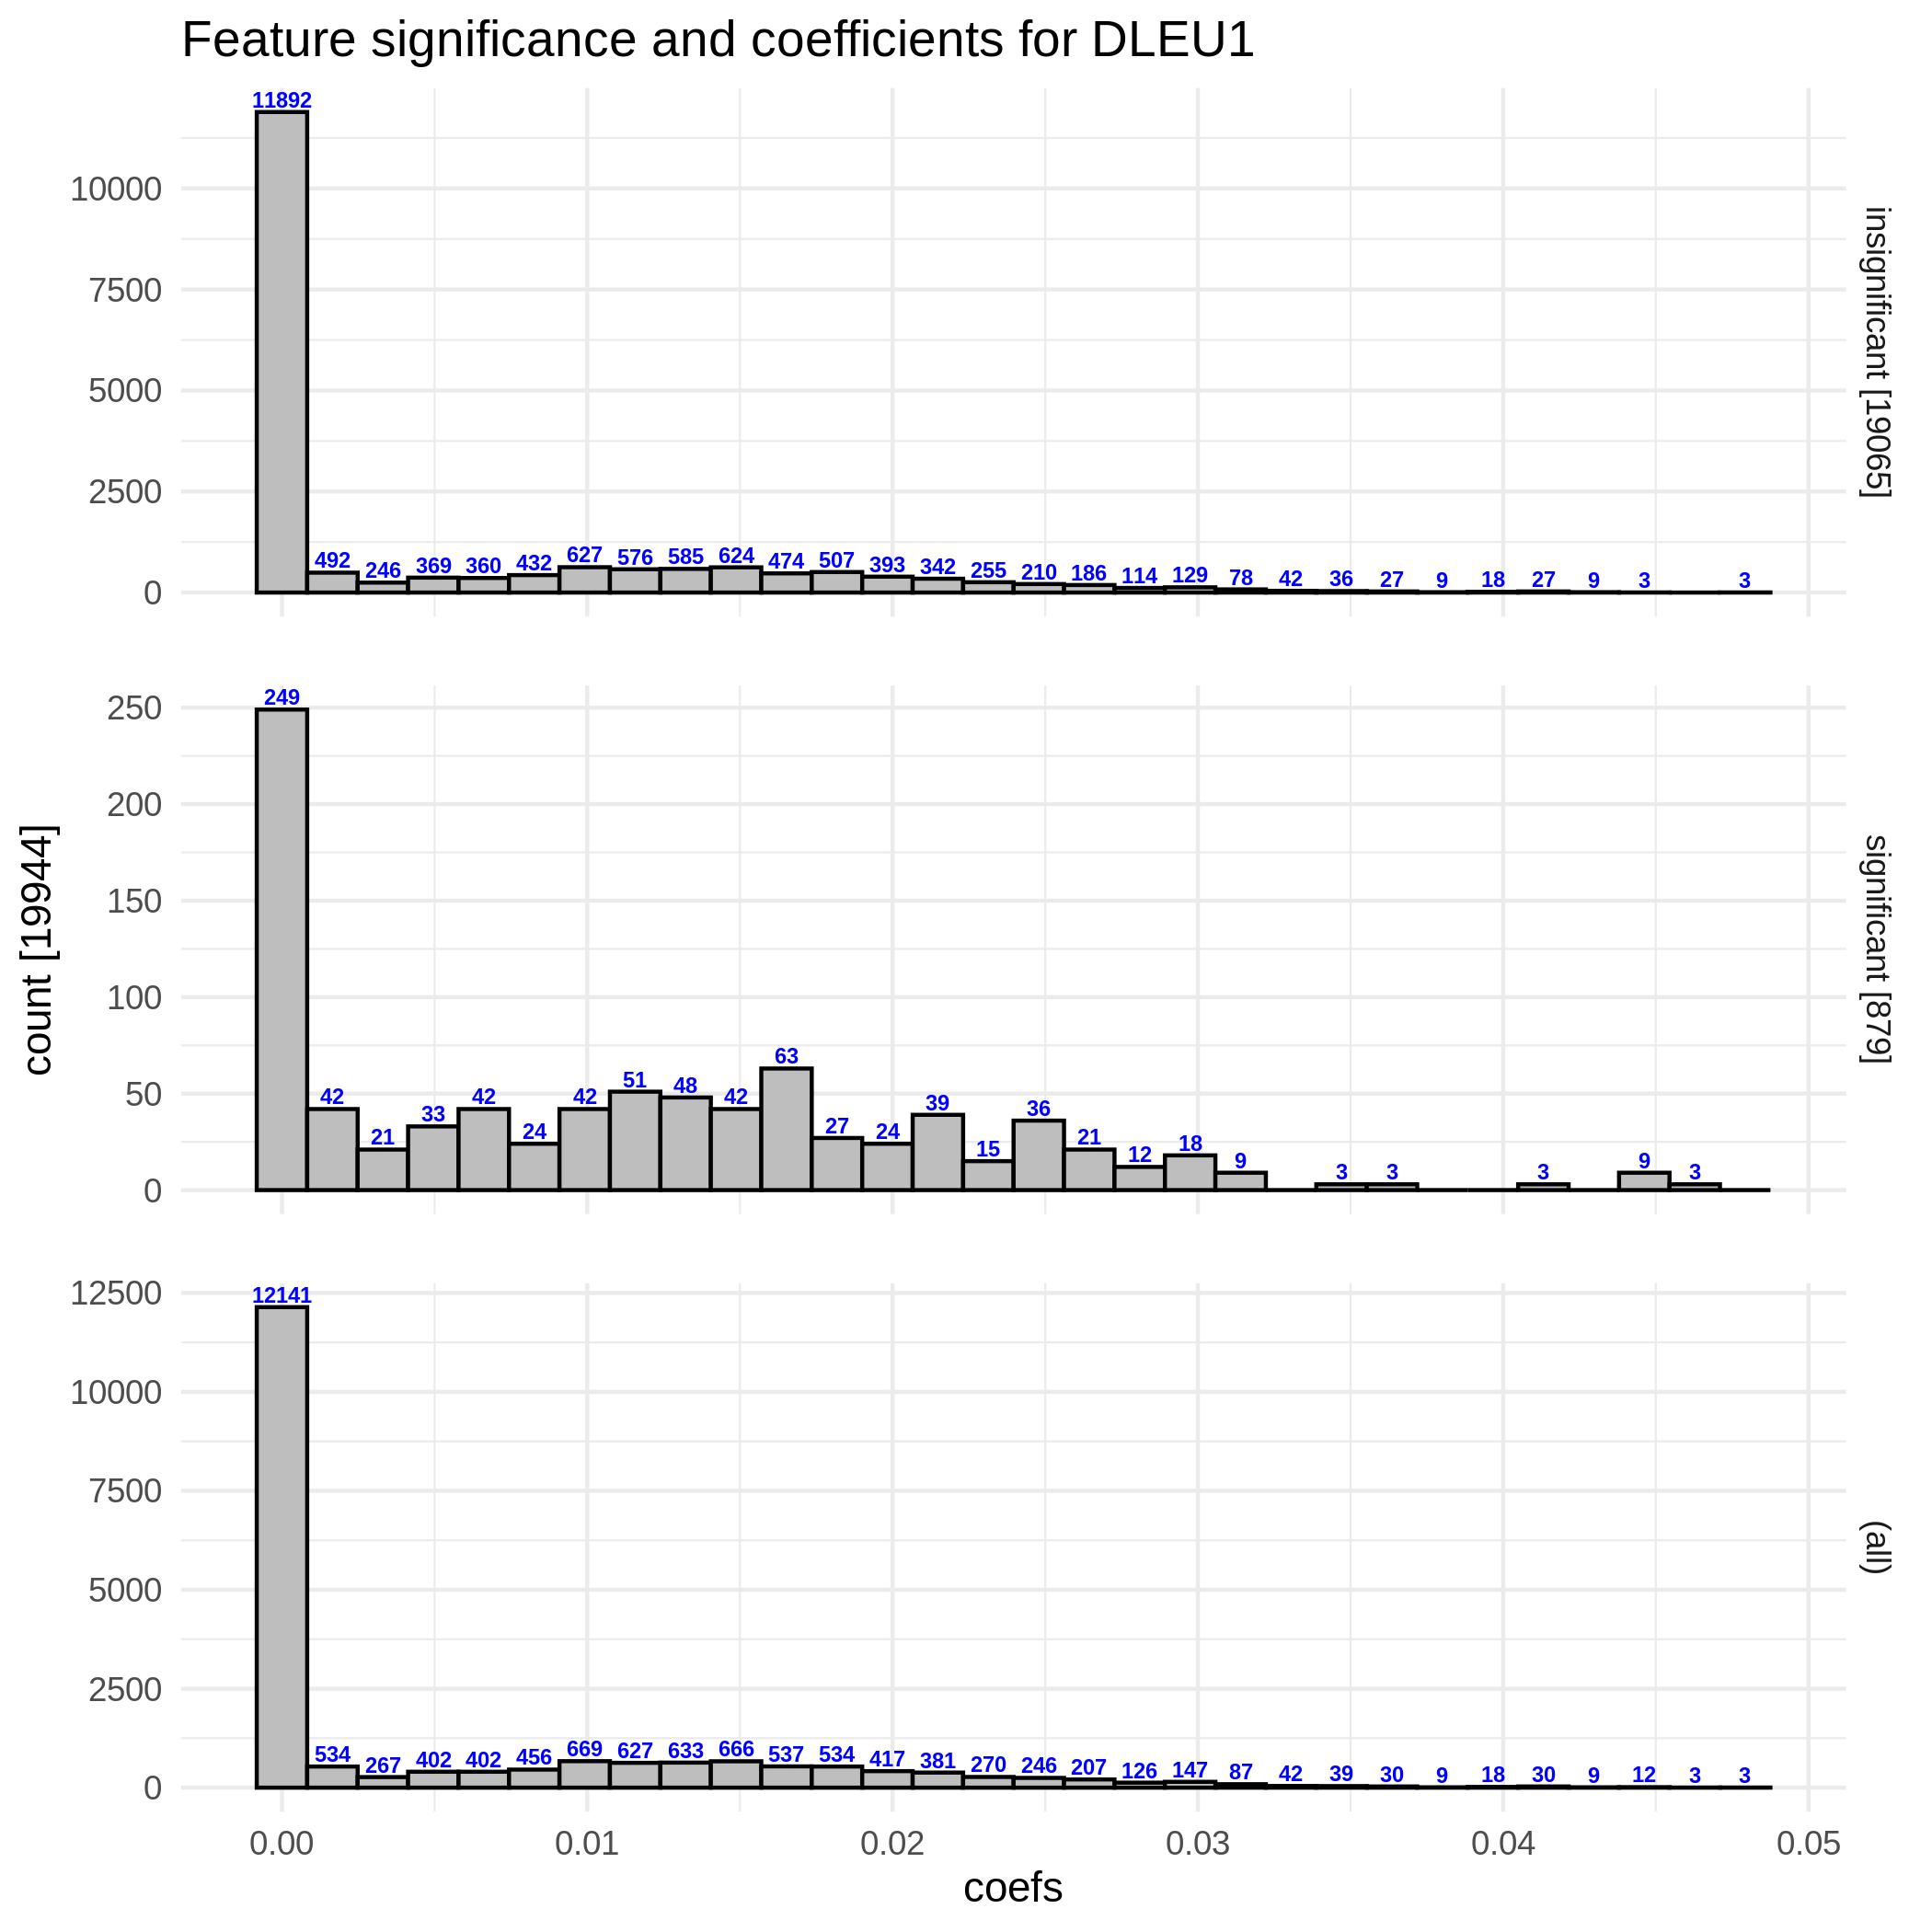 Feature significance and coefficients for DLEU1
11892
10000
7500
5000
2500
0
492 246 369 360 432 627 576 585 624 474 507 393 342 255 210 186 114 129 78 42 36 27 9 18 27 9 3 3
insignificant [19065]
count [19944]
249
250
200
150
100
50
0
42 21 33 42 24 42 51 48 42 63 27 24 39 15 36 21 12 18 9 3 3 3 9 3
significant [879]
12141
12500
10000
7500
5000
2500
0
534 267 402 402 456 669 627 633 666 537 534 417 381 270 246 207 126 147 87 42 39 30 9 18 30 9 12 3 3
(all)
0.00 0.01 0.02 0.03 0.04 0.05
coefs